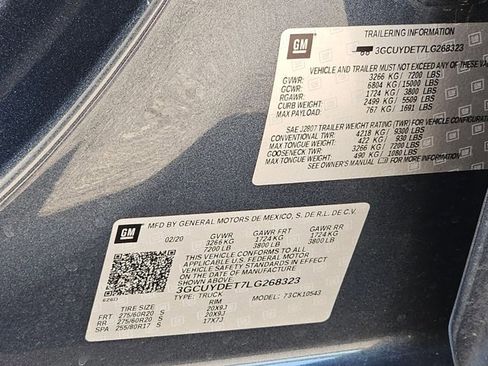 GM
TRAILERING INFORMATION
3GCUYDET7LG268323
VEHICLE AND TRAILER MUST NOT EXCEED ANY OF THESE
GVWR: 3266 KG / 7200 LBS
GCWR: 6804 KG / 15000 LBS
RGAWR: 1724 KG / 3800 LBS
CURB WEIGHT: 2499 KG / 5509 LBS
MAX PAYLOAD: 767 KG / 1691 LBS
SAE J2807 TRAILER WEIGHT RATING (TWR) FOR VEHICLE
CONVENTIONAL TWR: 4218 KG / 9300 LBS
MAX TONGUE WEIGHT: 422 KG / 930 LBS
GOOSENECK TWR: 3266 KG / 7200 LBS
MAX TONGUE WEIGHT: 490 KG / 1080 LBS
SEE OWNER'S MANUAL
GM
MFD BY GENERAL MOTORS DE MEXICO, S. DE R.L. DE C.V.
02/20 GVWR GAWR FRT GAWR RR
3266 KG 1724 KG 1724 KG
7200 LB 3800 LB 3800 LB
THIS VEHICLE CONFORMS TO ALL
APPLICABLE U.S. FEDERAL MOTOR
VEHICLE SAFETY STANDARDS IN EFFECT
ON THE DATE OF MANUFACTURE
SHOWN ABOVE.
3GCUYDET7LG268323
TYPE: TRUCK MODEL: 73CK10543
TIRE SIZE RIM
FRT 275/60R20 S 20X9J
RR 275/60R20 S 20X9J
SPA 255/80R17 S 17X7J